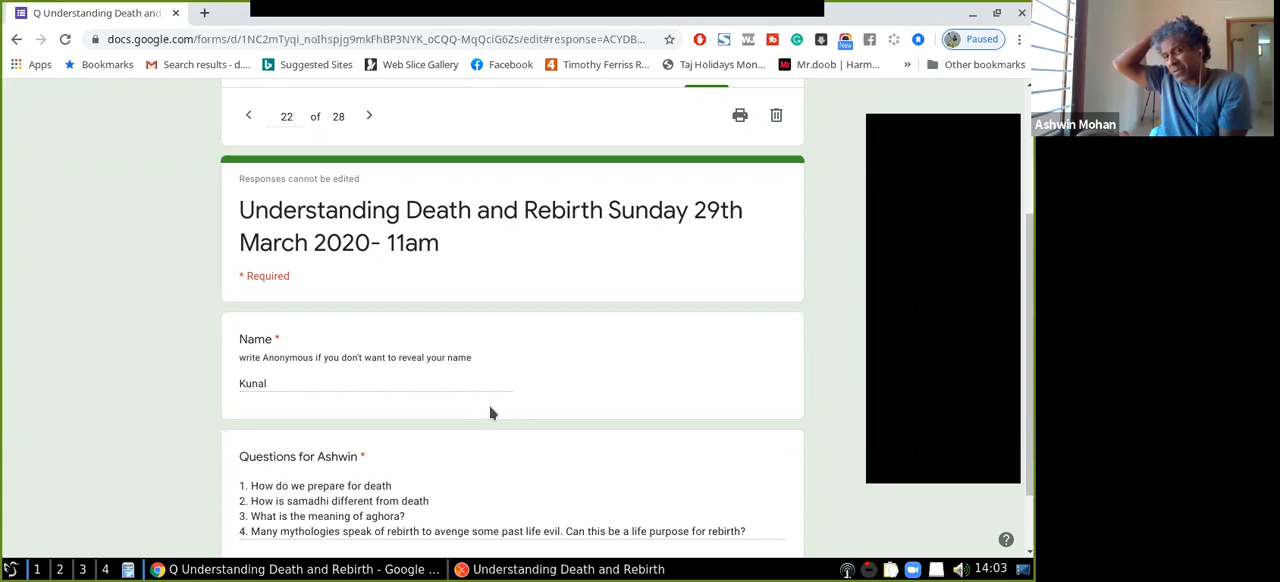 Q Understanding Death and
docs.google.com/forms/d/1NC2mTyqi_noIhspjg9mkFhBP3NYK_oCQQ-MqQciG6Zs/edit#response=ACYDB...
New
Paused
Apps
Bookmarks
Search results - d...
Suggested Sites
Web Slice Gallery
Facebook
Timothy Ferriss R...
Taj Holidays Mon...
Mr.doob | Harm...
»
Other bookmarks
Ashwin Mohan
22 of 28
Responses cannot be edited
Understanding Death and Rebirth Sunday 29th
March 2020- 11am
* Required
Name *
write Anonymous if you don't want to reveal your name
Kunal
Questions for Ashwin *
1. How do we prepare for death
2. How is samadhi different from death
3. What is the meaning of aghora?
4. Many mythologies speak of rebirth to avenge some past life evil. Can this be a life purpose for rebirth?
1 2 3 4 Q Understanding Death and Rebirth - Google ... Understanding Death and Rebirth 14:03